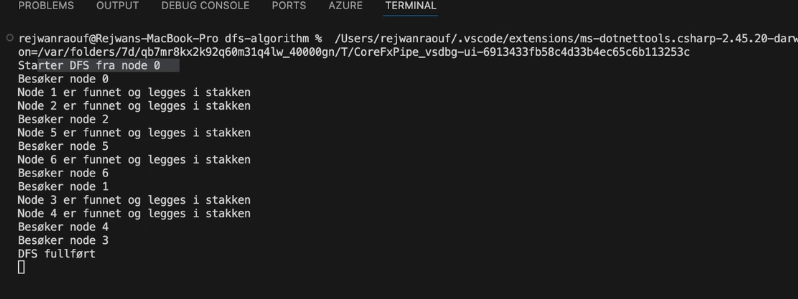 PROBLEMS OUTPUT DEBUG CONSOLE PORTS AZURE TERMINAL
rejwanraouf@Rejwans-MacBook-Pro dfs-algorithm % /Users/rejwanraouf/.vscode/extensions/ms-dotnettools.csharp-2.45.20-darw
on=/var/folders/7d/qb7mr8kx2k92q60m31q4lw_40000gn/T/CoreFxPipe_vsdbg-ui-6913433fb58c4d33b4ec65c6b113253c
Starter DFS fra node 0
Besøker node 0
Node 1 er funnet og legges i stakken
Node 2 er funnet og legges i stakken
Besøker node 2
Node 5 er funnet og legges i stakken
Besøker node 5
Node 6 er funnet og legges i stakken
Besøker node 6
Besøker node 1
Node 3 er funnet og legges i stakken
Node 4 er funnet og legges i stakken
Besøker node 4
Besøker node 3
DFS fullført